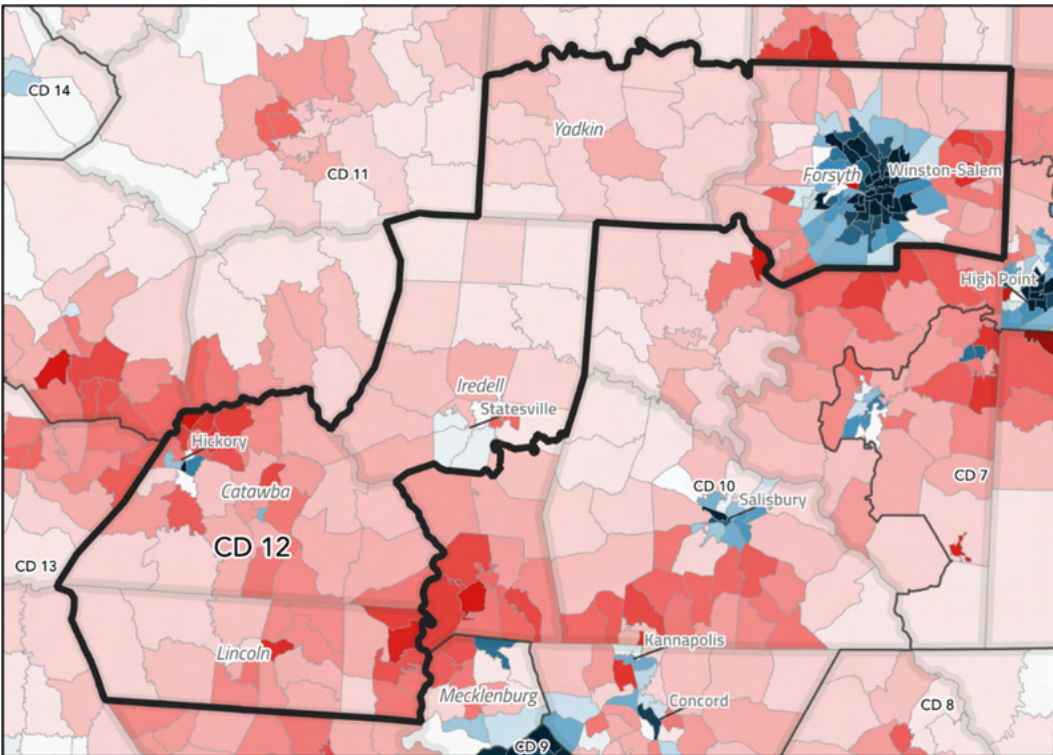 CD 14
CD 11
Yadkin
Forsyth
Winston-Salem
High Point
Iredell
Statesville
Hickory
Catawba
CD 12
CD 13
CD 10
Salisbury
CD 7
Lincoln
Kannapolis
Mecklenburg
Concord
CD 8
CD 9